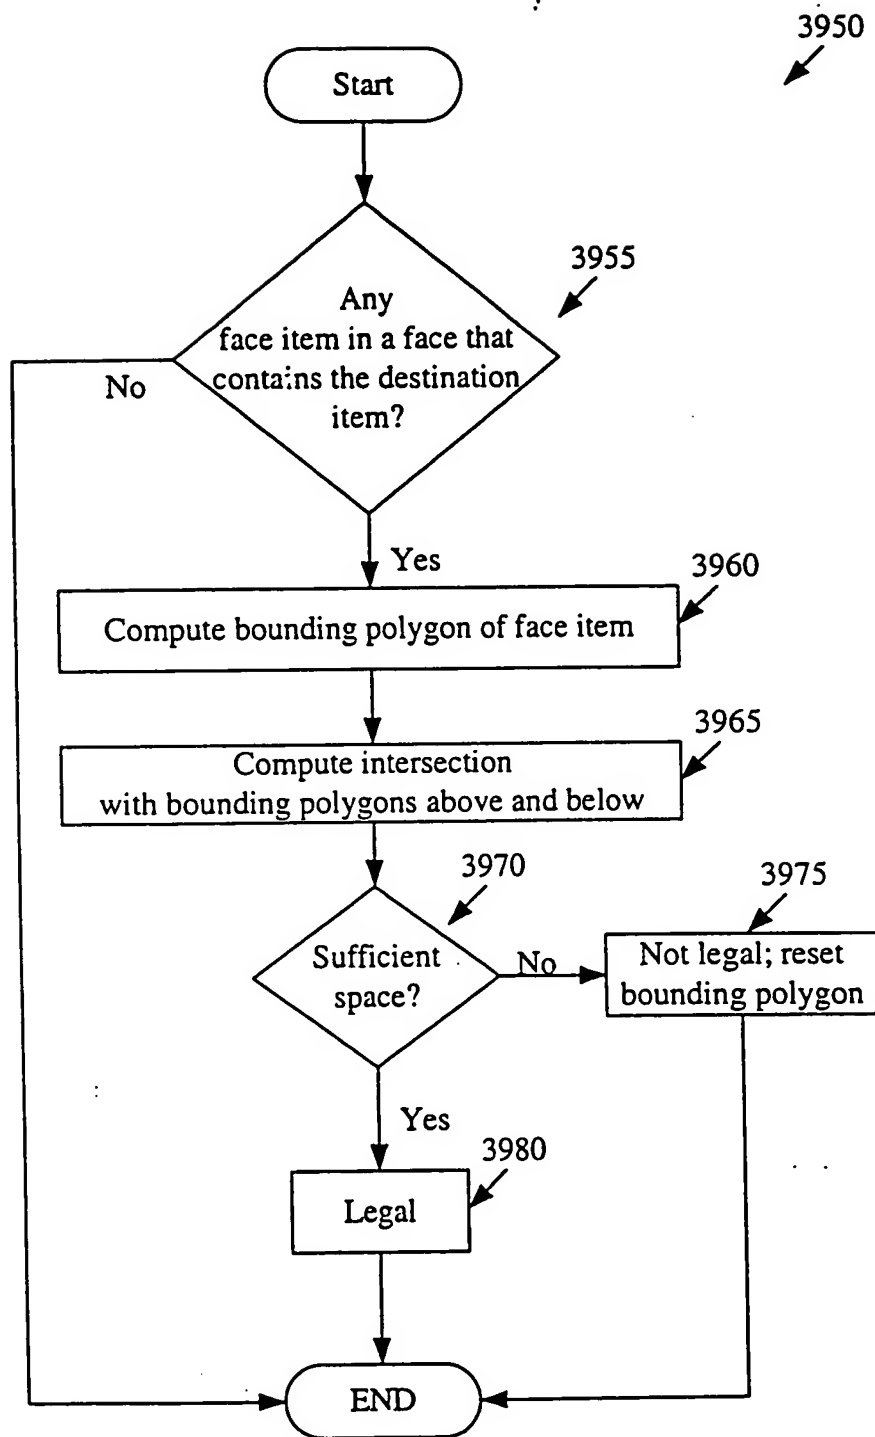 3950
Start
3955
Any
face item in a face that
contains the destination
item?
No
Yes
3960
Compute bounding polygon of face item
3965
Compute intersection
with bounding polygons above and below
3970
3975
Sufficient
space?
No
Not legal; reset
bounding polygon
Yes
3980
Legal
END